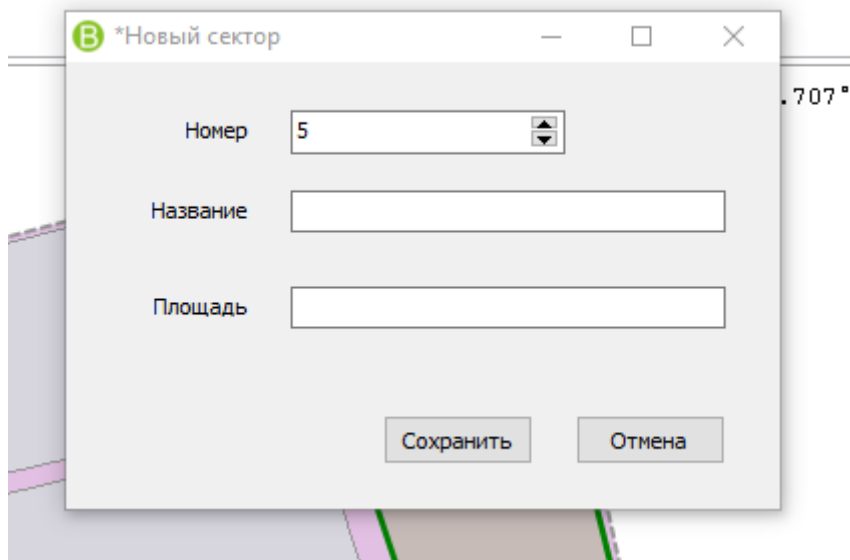 B *Новый сектор
.707°
Номер 5
Название
Площадь
Сохранить Отмена